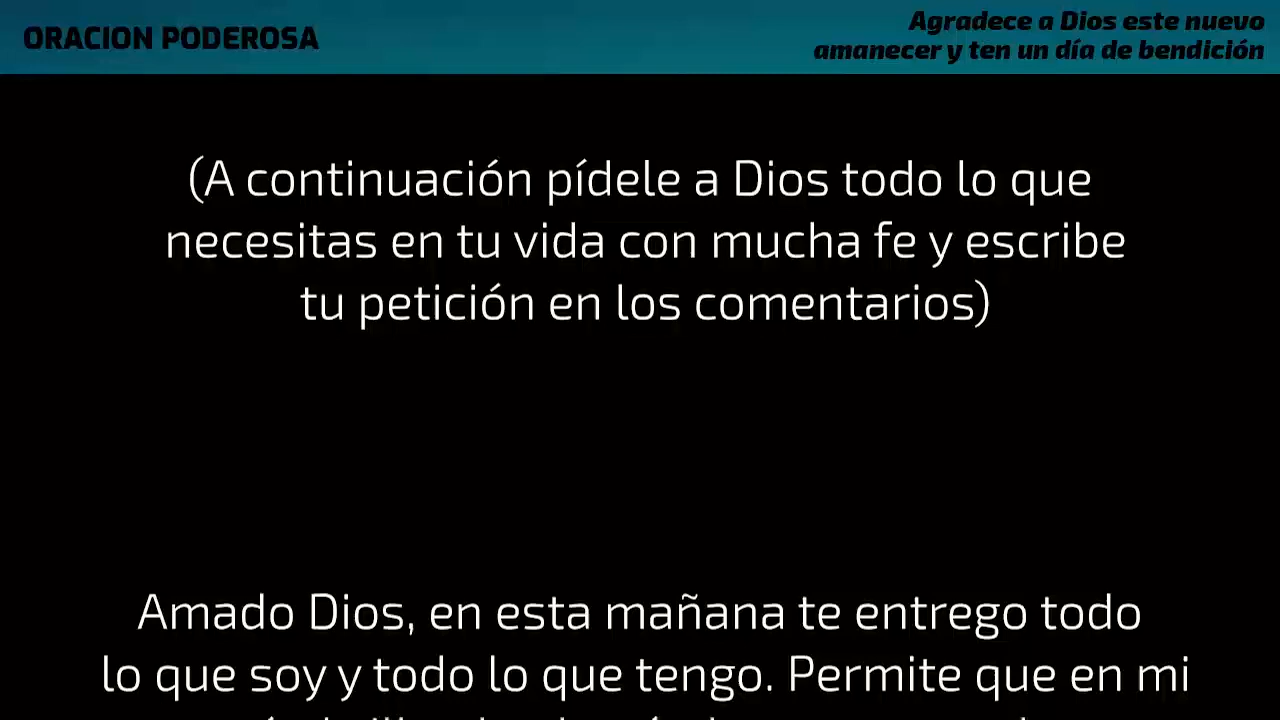 ORACION PODEROSA
Agradece a Dios este nuevo
amanecer y ten un día de bendición
(A continuación pídele a Dios todo lo que
necesitas en tu vida con mucha fe y escribe
tu petición en los comentarios)
Amado Dios, en esta mañana te entrego todo
lo que soy y todo lo que tengo. Permite que en mi